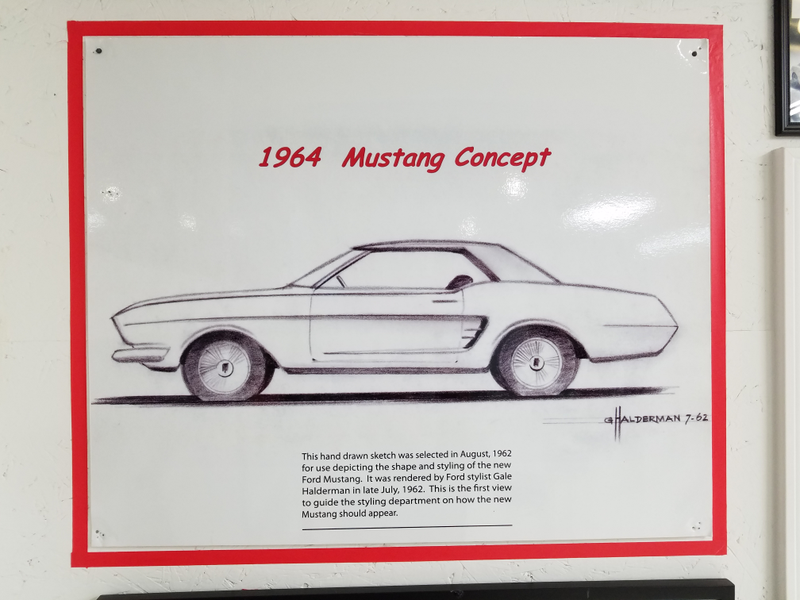 1964 Mustang Concept
GHALDERMAN 7-62
This hand drawn sketch was selected in August, 1962
for use depicting the shape and styling of the new
Ford Mustang. It was rendered by Ford stylist Gale
Halderman in late July, 1962. This is the first view
to guide the styling department on how the new
Mustang should appear.